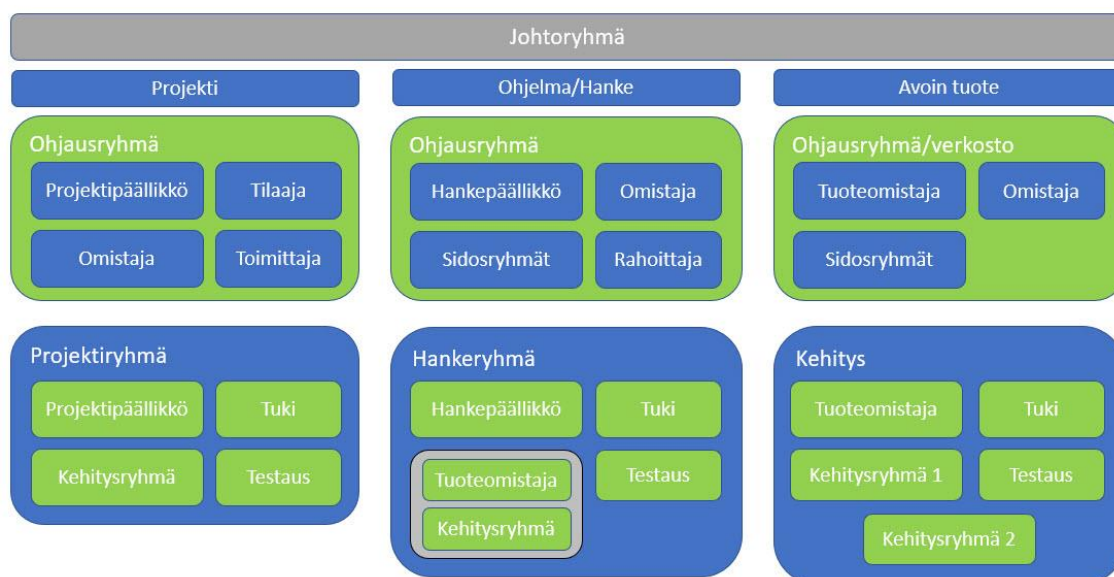 Johtoryhmä
Projekti
Ohjelma/Hanke
Avoin tuote
Ohjausryhmä
Projektipäällikkö
Tilaaja
Omistaja
Toimittaja
Ohjausryhmä
Hankepäällikkö
Omistaja
Sidosryhmät
Rahoittaja
Ohjausryhmä/verkosto
Tuoteomistaja
Omistaja
Sidosryhmät
Projektiryhmä
Projektipäällikkö
Tuki
Kehitysryhmä
Testaus
Hankeryhmä
Hankepäällikkö
Tuki
Tuoteomistaja
Testaus
Kehitysryhmä
Kehitys
Tuoteomistaja
Tuki
Kehitysryhmä 1
Testaus
Kehitysryhmä 2